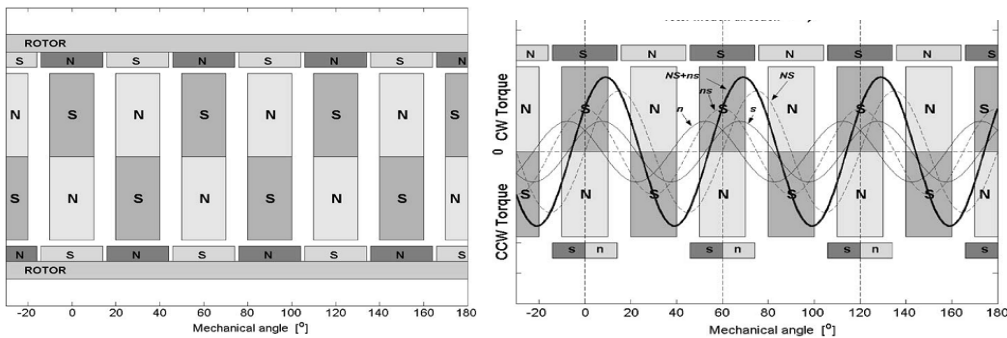 ROTOR
S N S N S N S N
N S N S N S N S
S N S N S N S N
N S N S N S N S
ROTOR
-20 0 20 40 60 80 100 120 140 160 180
Mechanical angle [°]
N S N S N S N S
NS+ns NS
ns
n S s
S N S N S N S
S N S N S N S N
s n s n s n s
CW Torque
0
CCW Torque
-20 0 20 40 60 80 100 120 140 160 180
Mechanical angle [°]